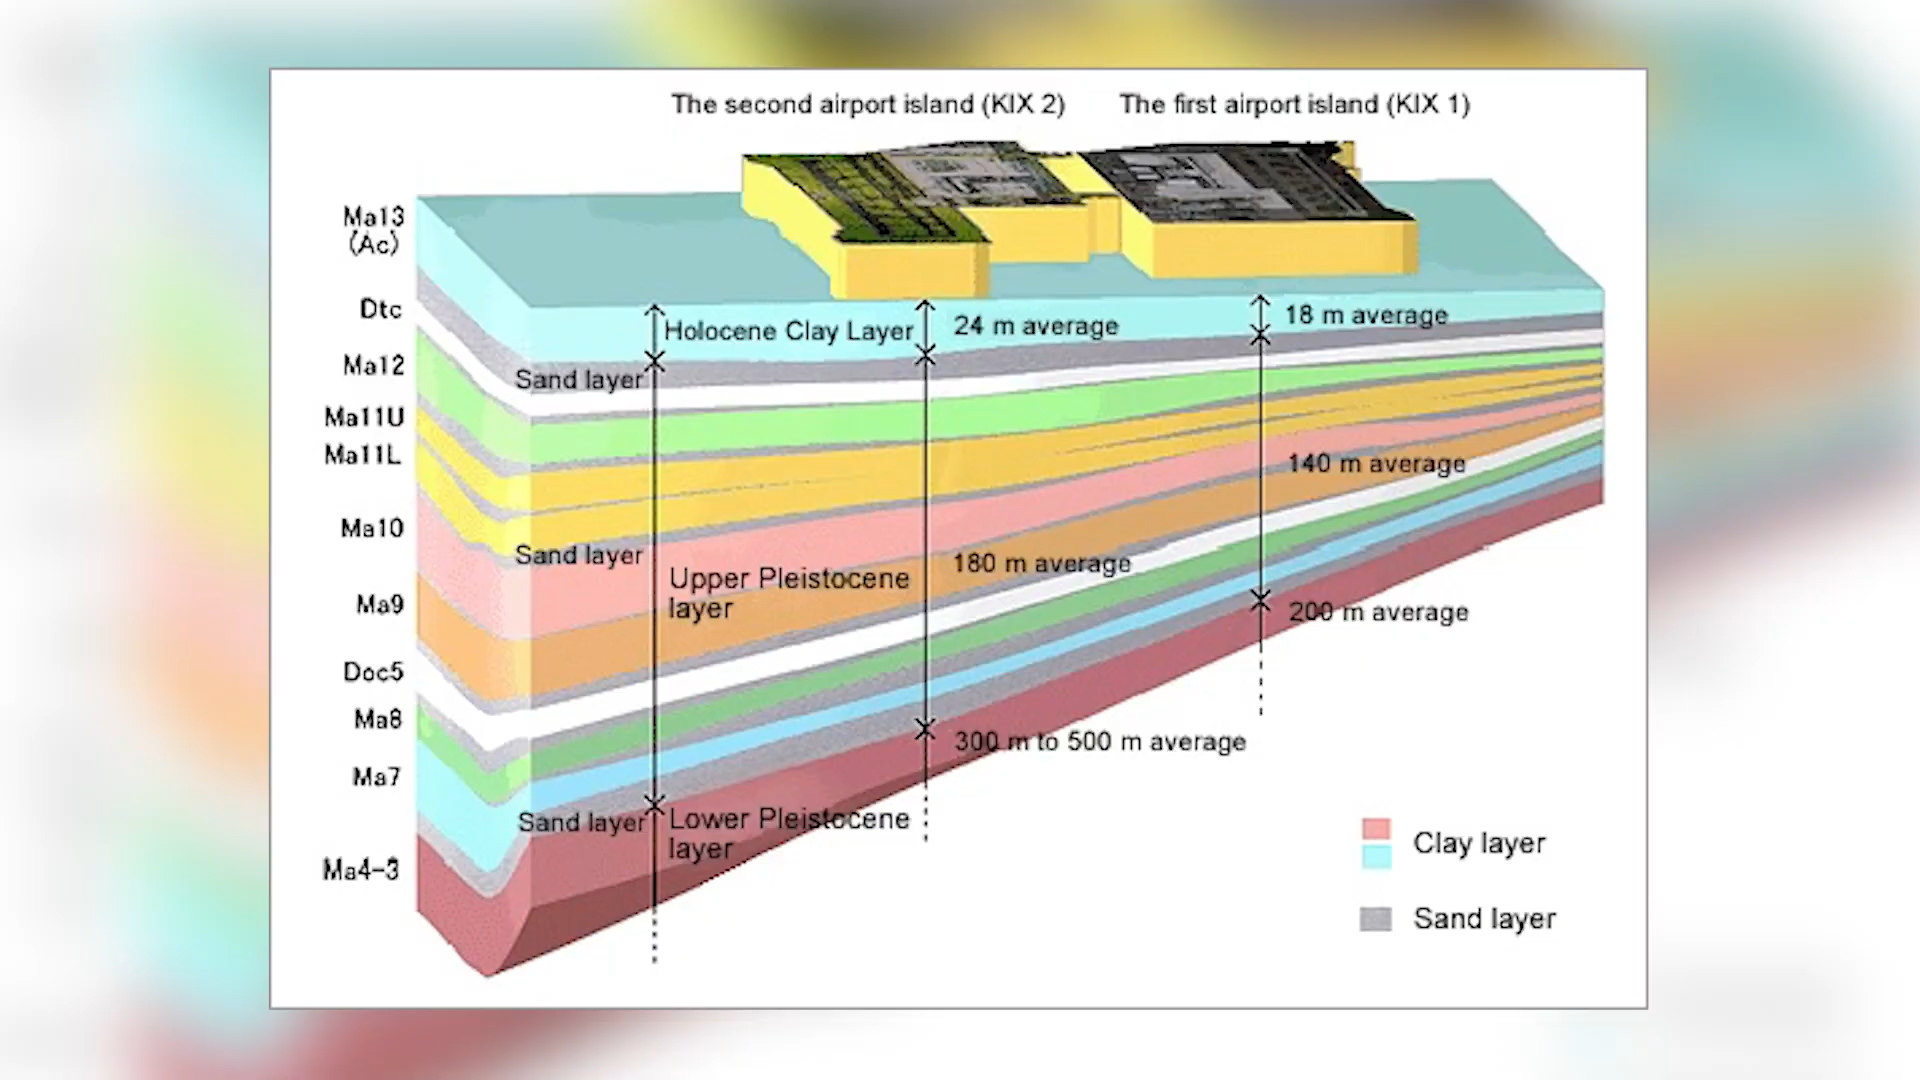 The second airport island (KIX 2)
The first airport island (KIX 1)
Ma13
(Ac)
Dtc
Ma12
Ma11U
Ma11L
Ma10
Ma9
Doc5
Ma8
Ma7
Ma4-3
Holocene Clay Layer
24 m average
18 m average
Sand layer
Sand layer
140 m average
180 m average
Upper Pleistocene
layer
200 m average
300 m to 500 m average
Sand layer
Lower Pleistocene
layer
Clay layer
Sand layer